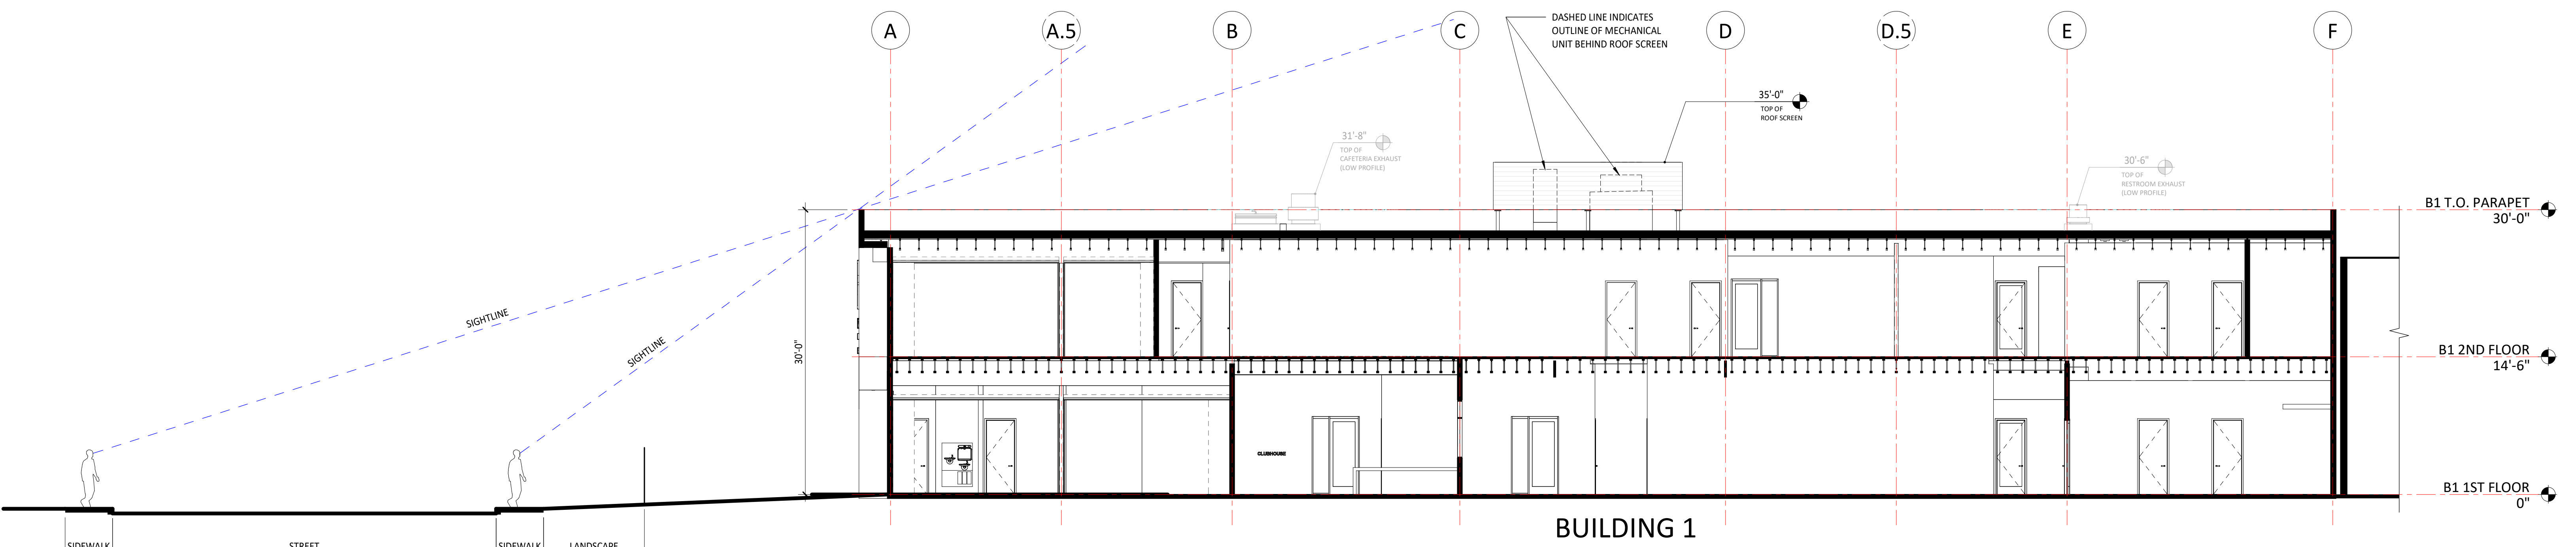 A
A.5
B
C
D
D.5
E
F
DASHED LINE INDICATES
OUTLINE OF MECHANICAL
UNIT BEHIND ROOF SCREEN
35'-0"
TOP OF
ROOF SCREEN
31'-8"
TOP OF
CAFETERIA EXHAUST
(LOW PROFILE)
30'-6"
TOP OF
RESTROOM EXHAUST
(LOW PROFILE)
B1 T.O. PARAPET
30'-0"
SIGHTLINE
SIGHTLINE
30'-0"
B1 2ND FLOOR
14'-6"
CLUBHOUSE
B1 1ST FLOOR
0"
BUILDING 1
SIDEWALK
STREET
SIDEWALK
LANDSCAPE